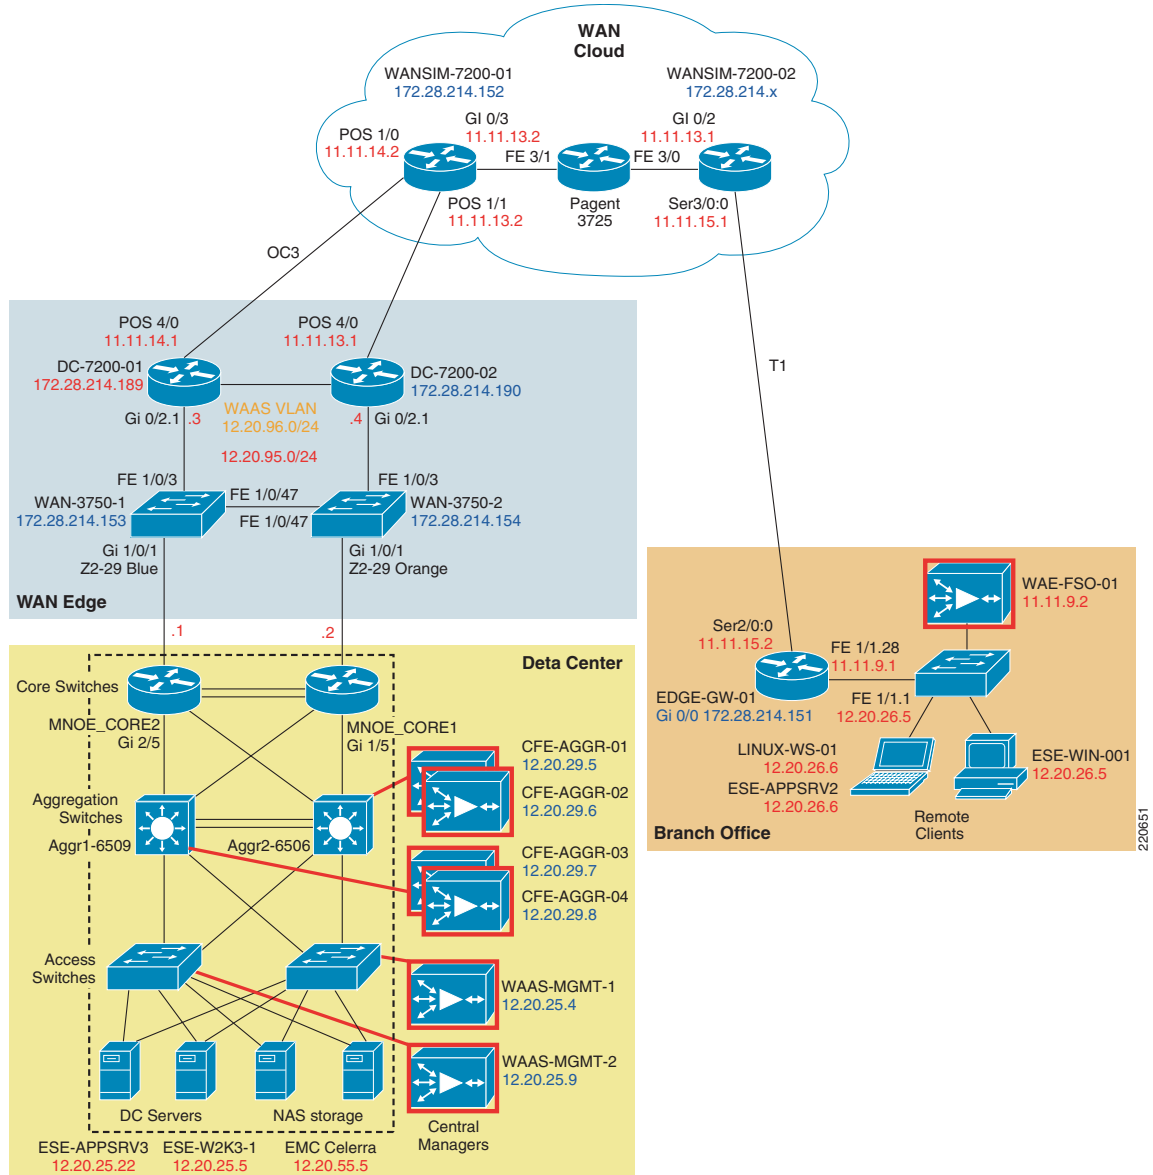 WAN
Cloud
WANSIM-7200-01
172.28.214.152
WANSIM-7200-02
172.28.214.x
GI 0/3
11.11.13.2
GI 0/2
11.11.13.1
POS 1/0
11.11.14.2
FE 3/1
FE 3/0
POS 1/1
11.11.13.2
Pagent
3725
Ser3/0:0
11.11.15.1
OC3
T1
POS 4/0
11.11.14.1
POS 4/0
11.11.13.1
DC-7200-01
172.28.214.189
DC-7200-02
172.28.214.190
WAAS VLAN
12.20.96.0/24
Gi 0/2.1
.3
.4
Gi 0/2.1
12.20.95.0/24
FE 1/0/3
FE 1/0/3
WAN-3750-1
172.28.214.153
FE 1/0/47
FE 1/0/47
WAN-3750-2
172.28.214.154
Gi 1/0/1
Z2-29 Blue
Gi 1/0/1
Z2-29 Orange
WAN Edge
.1
.2
Deta Center
Core Switches
MNOE_CORE2
Gi 2/5
MNOE_CORE1
Gi 1/5
CFE-AGGR-01
12.20.29.5
CFE-AGGR-02
12.20.29.6
Aggregation
Switches
Aggr1-6509
Aggr2-6506
CFE-AGGR-03
12.20.29.7
CFE-AGGR-04
12.20.29.8
Access
Switches
WAAS-MGMT-1
12.20.25.4
WAAS-MGMT-2
12.20.25.9
DC Servers
NAS storage
Central
Managers
ESE-APPSRV3
12.20.25.22
ESE-W2K3-1
12.20.25.5
EMC Celerra
12.20.55.5
WAE-FSO-01
11.11.9.2
Ser2/0:0
11.11.15.2
FE 1/1.28
11.11.9.1
EDGE-GW-01
Gi 0/0 172.28.214.151
FE 1/1.1
12.20.26.5
LINUX-WS-01
12.20.26.6
ESE-APPSRV2
12.20.26.6
ESE-WIN-001
12.20.26.5
Remote
Clients
Branch Office
220651